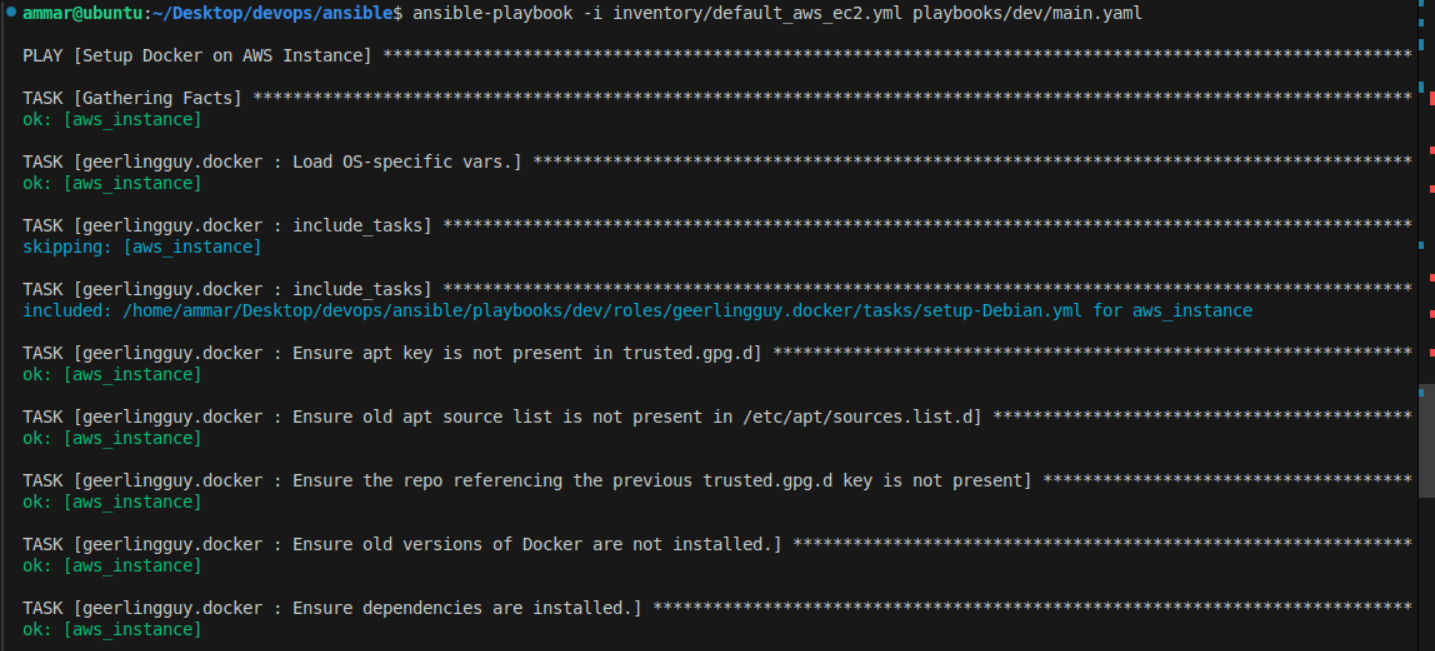 ammar@ubuntu:~/Desktop/devops/ansible$ ansible-playbook -i inventory/default_aws_ec2.yml playbooks/dev/main.yaml
PLAY [Setup Docker on AWS Instance] *******************************************************************************************************
TASK [Gathering Facts] ********************************************************************************************************************
ok: [aws_instance]
TASK [geerlingguy.docker : Load OS-specific vars.] ****************************************************************************************
ok: [aws_instance]
TASK [geerlingguy.docker : include_tasks] *************************************************************************************************
skipping: [aws_instance]
TASK [geerlingguy.docker : include_tasks] *************************************************************************************************
included: /home/ammar/Desktop/devops/ansible/playbooks/dev/roles/geerlingguy.docker/tasks/setup-Debian.yml for aws_instance
TASK [geerlingguy.docker : Ensure apt key is not present in trusted.gpg.d] ****************************************************************
ok: [aws_instance]
TASK [geerlingguy.docker : Ensure old apt source list is not present in /etc/apt/sources.list.d] ******************************************
ok: [aws_instance]
TASK [geerlingguy.docker : Ensure the repo referencing the previous trusted.gpg.d key is not present] *************************************
ok: [aws_instance]
TASK [geerlingguy.docker : Ensure old versions of Docker are not installed.] **************************************************************
ok: [aws_instance]
TASK [geerlingguy.docker : Ensure dependencies are installed.] ****************************************************************************
ok: [aws_instance]